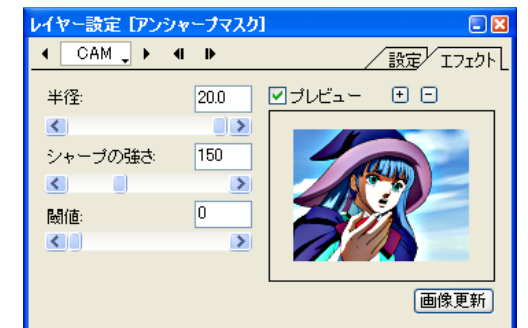 レイヤー設定 [アンシャープマスク]
CAM
設定 エフェクト
半径: 20.0
プレビュー
シャープの強さ: 150
閾値: 0
画像更新